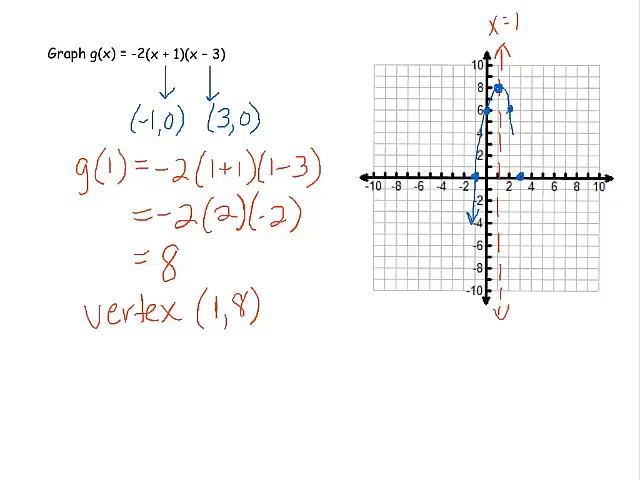 x=1
Graph g(x) = -2(x + 1)(x - 3)
(-1,0) (3,0)
g(1) = -2(1+1)(1-3)
= -2(2)(-2)
= 8
vertex (1,8)
10
8
6
4
2
-10 -8 -6 -4 -2 2 4 6 8 10
-2
-4
-6
-8
-10